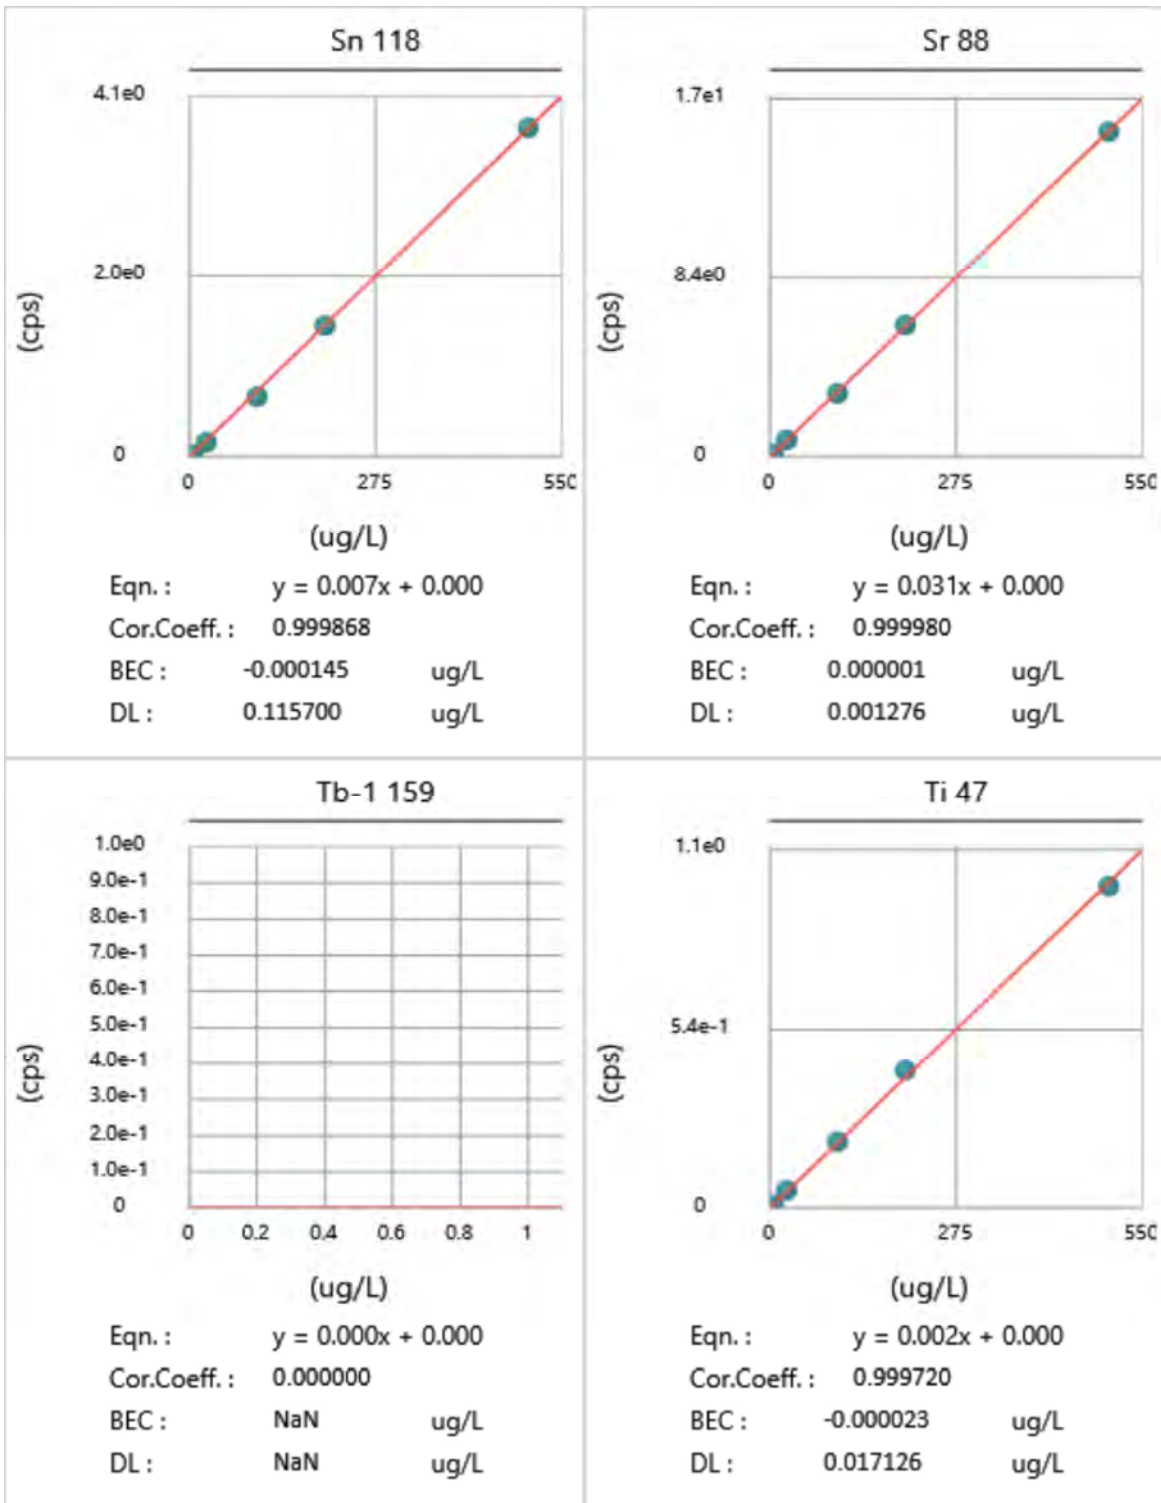 Sn 118
4.1e0
2.0e0
0
(cps)
0 275 550
(ug/L)
Eqn. : y = 0.007x + 0.000
Cor.Coeff. : 0.999868
BEC : -0.000145 ug/L
DL : 0.115700 ug/L
Sr 88
1.7e1
8.4e0
0
(cps)
0 275 550
(ug/L)
Eqn. : y = 0.031x + 0.000
Cor.Coeff. : 0.999980
BEC : 0.000001 ug/L
DL : 0.001276 ug/L
Tb-1 159
1.0e0
9.0e-1
8.0e-1
7.0e-1
6.0e-1
5.0e-1
4.0e-1
3.0e-1
2.0e-1
1.0e-1
0
(cps)
0 0.2 0.4 0.6 0.8 1
(ug/L)
Eqn. : y = 0.000x + 0.000
Cor.Coeff. : 0.000000
BEC : NaN ug/L
DL : NaN ug/L
Ti 47
1.1e0
5.4e-1
0
(cps)
0 275 550
(ug/L)
Eqn. : y = 0.002x + 0.000
Cor.Coeff. : 0.999720
BEC : -0.000023 ug/L
DL : 0.017126 ug/L